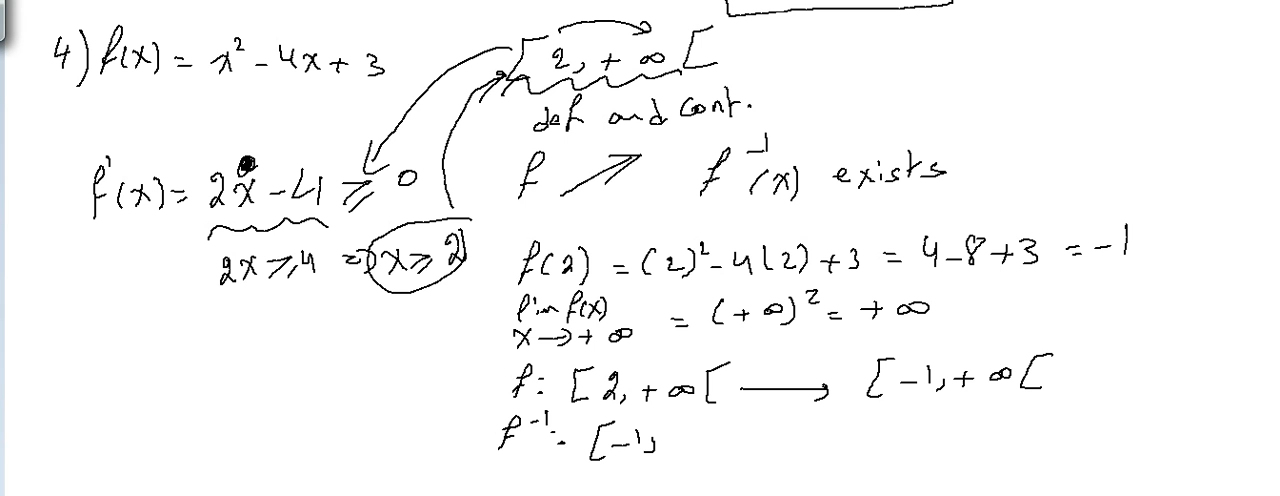 4) f(x) = x² - 4x + 3 [2, + ∞ [
def and cont.
f'(x) = 2x - 4 ⩾ 0 f ↗ f⁻¹(x) exists
2x ⩾ 4 ⇒ x ⩾ 2 f(2) = (2)² - 4(2) + 3 = 4 - 8 + 3 = -1
lim f(x) = (+ ∞)² = + ∞
x → + ∞
f: [2, + ∞ [ ⟶ [-1, + ∞ [
f⁻¹: [-1,